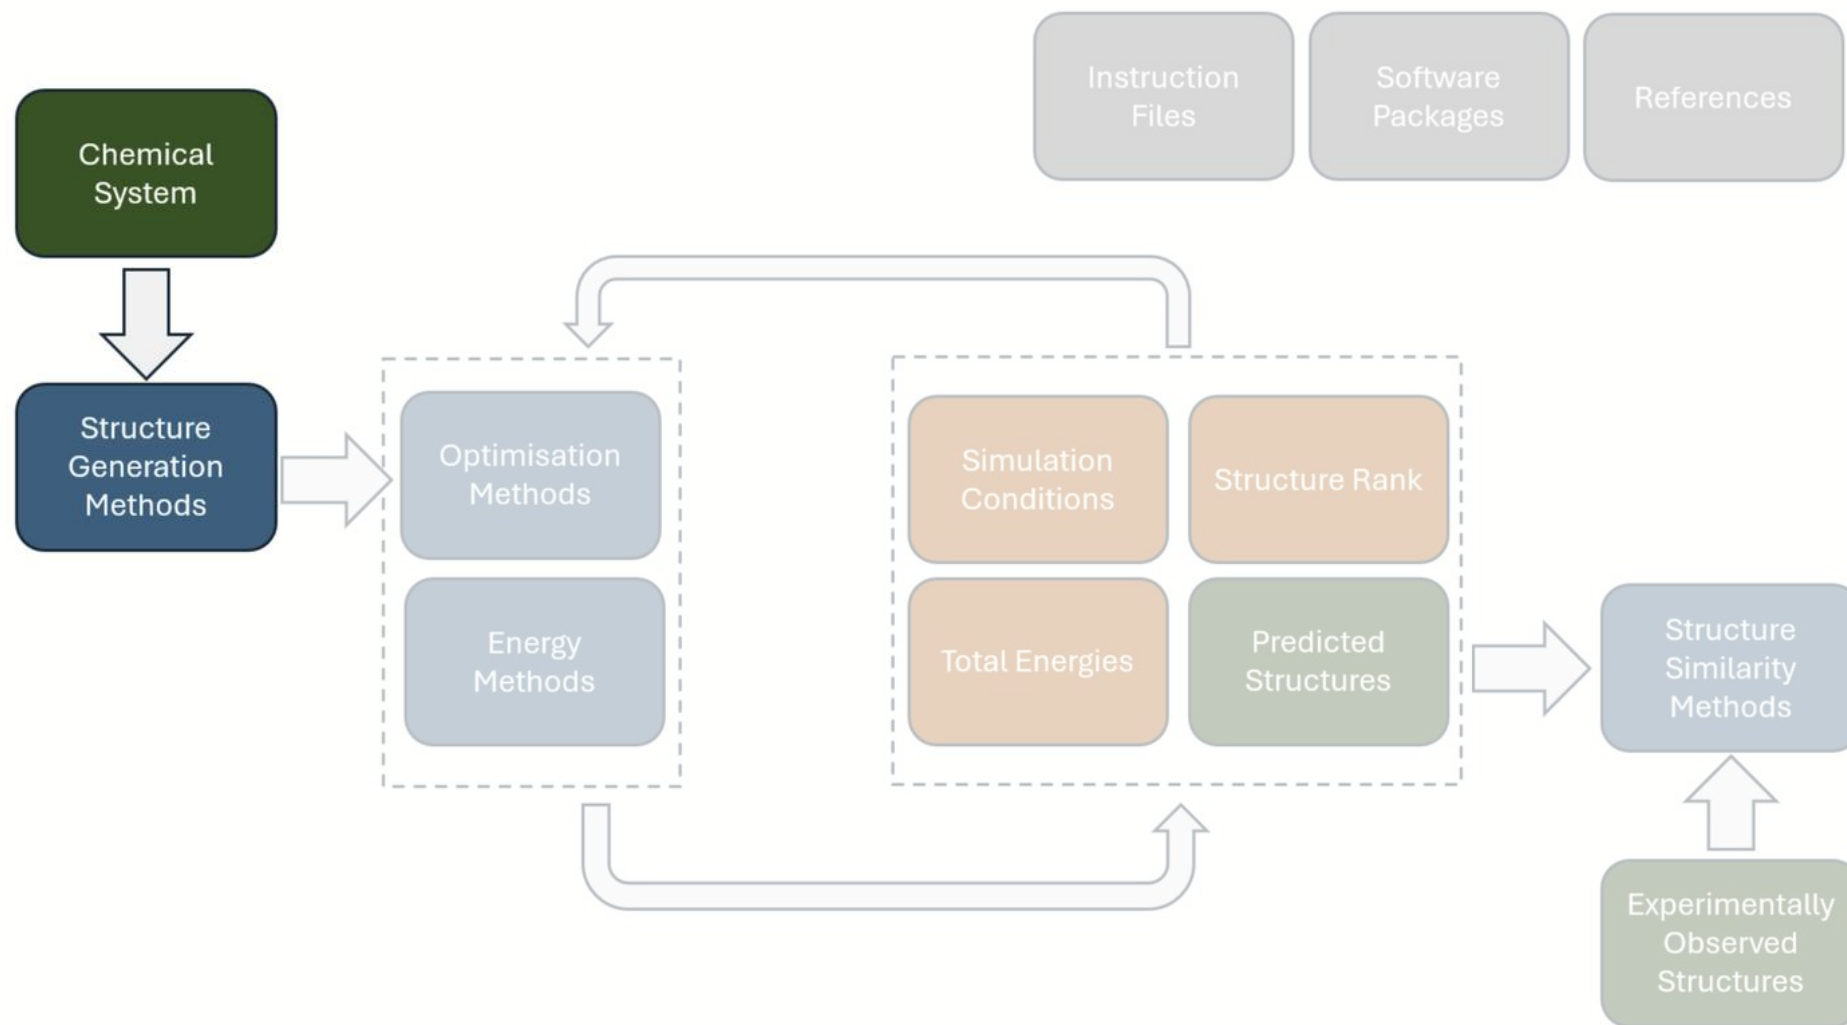 Instruction
Files
Software
Packages
References
Chemical
System
Structure
Generation
Methods
Optimisation
Methods
Energy
Methods
Simulation
Conditions
Structure Rank
Total Energies
Predicted
Structures
Structure
Similarity
Methods
Experimentally
Observed
Structures